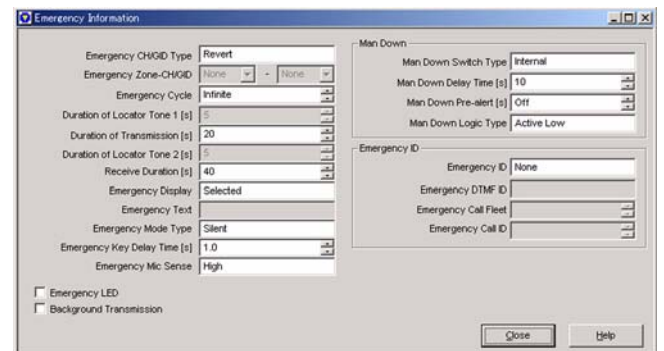 Emergency Information
Emergency CH/GID Type Revert
Emergency Zone-CH/GID None - None
Emergency Cycle Infinite
Duration of Locator Tone 1 [s] 5
Duration of Transmission [s] 20
Duration of Locator Tone 2 [s] 5
Receive Duration [s] 40
Emergency Display Selected
Emergency Text
Emergency Mode Type Silent
Emergency Key Delay Time [s] 1.0
Emergency Mic Sense High
Emergency LED
Background Transmission
Man Down
Man Down Switch Type Internal
Man Down Delay Time [s] 10
Man Down Pre-alert [s] Off
Man Down Logic Type Active Low
Emergency ID
Emergency ID None
Emergency DTMF ID
Emergency Call Fleet
Emergency Call ID
Close Help